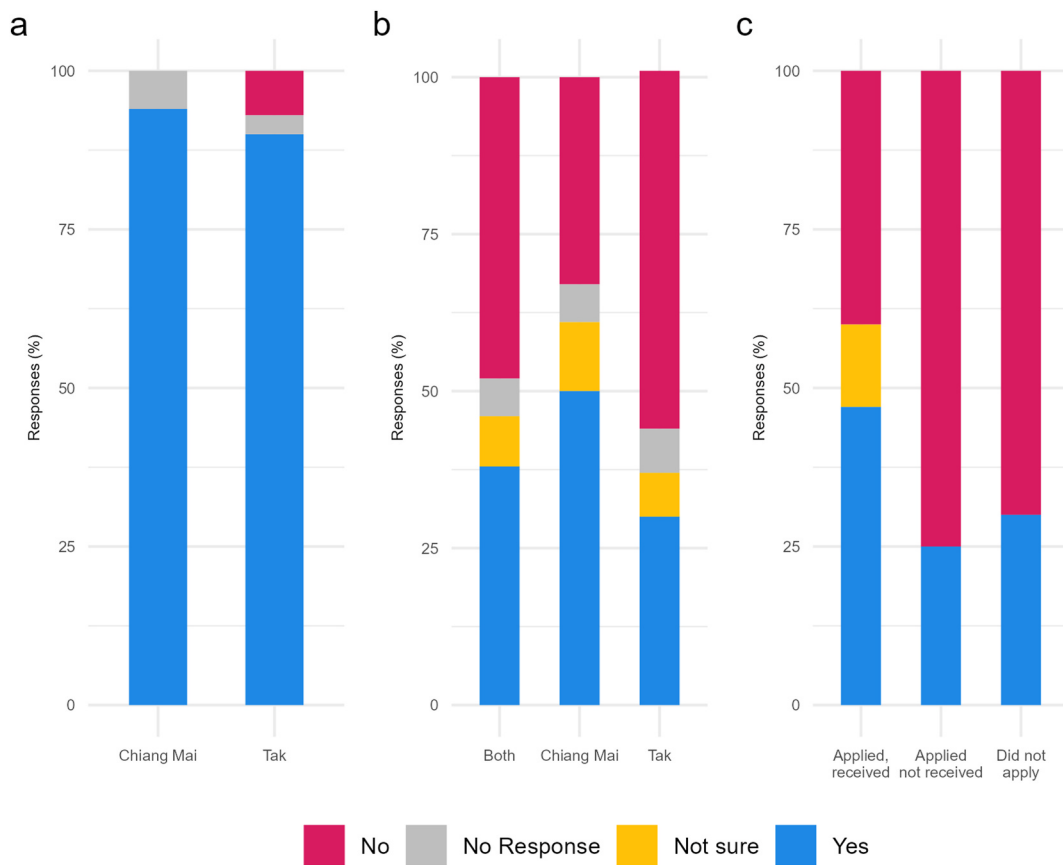 a
100
75
50
25
0
Responses (%)
Chiang Mai
Tak
b
100
75
50
25
0
Responses (%)
Both
Chiang Mai
Tak
c
100
75
50
25
0
Responses (%)
Applied,
received
Applied
not received
Did not
apply
No
No Response
Not sure
Yes